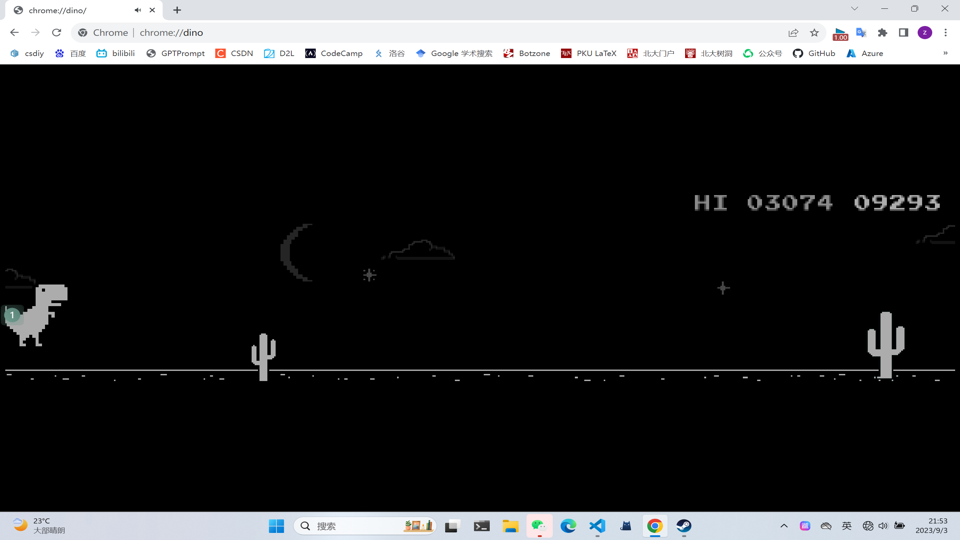 chrome://dino/
Chrome | chrome://dino
1.00
z
csdiy 百度 bilibili GPTPrompt CSDN D2L CodeCamp 洛谷 Google 学术搜索 Botzone PKU LaTeX 北大门户 北大树洞 公众号 GitHub Azure »
HI 03074 09293
1
23°C
大部晴朗
搜索
英
21:53
2023/9/3